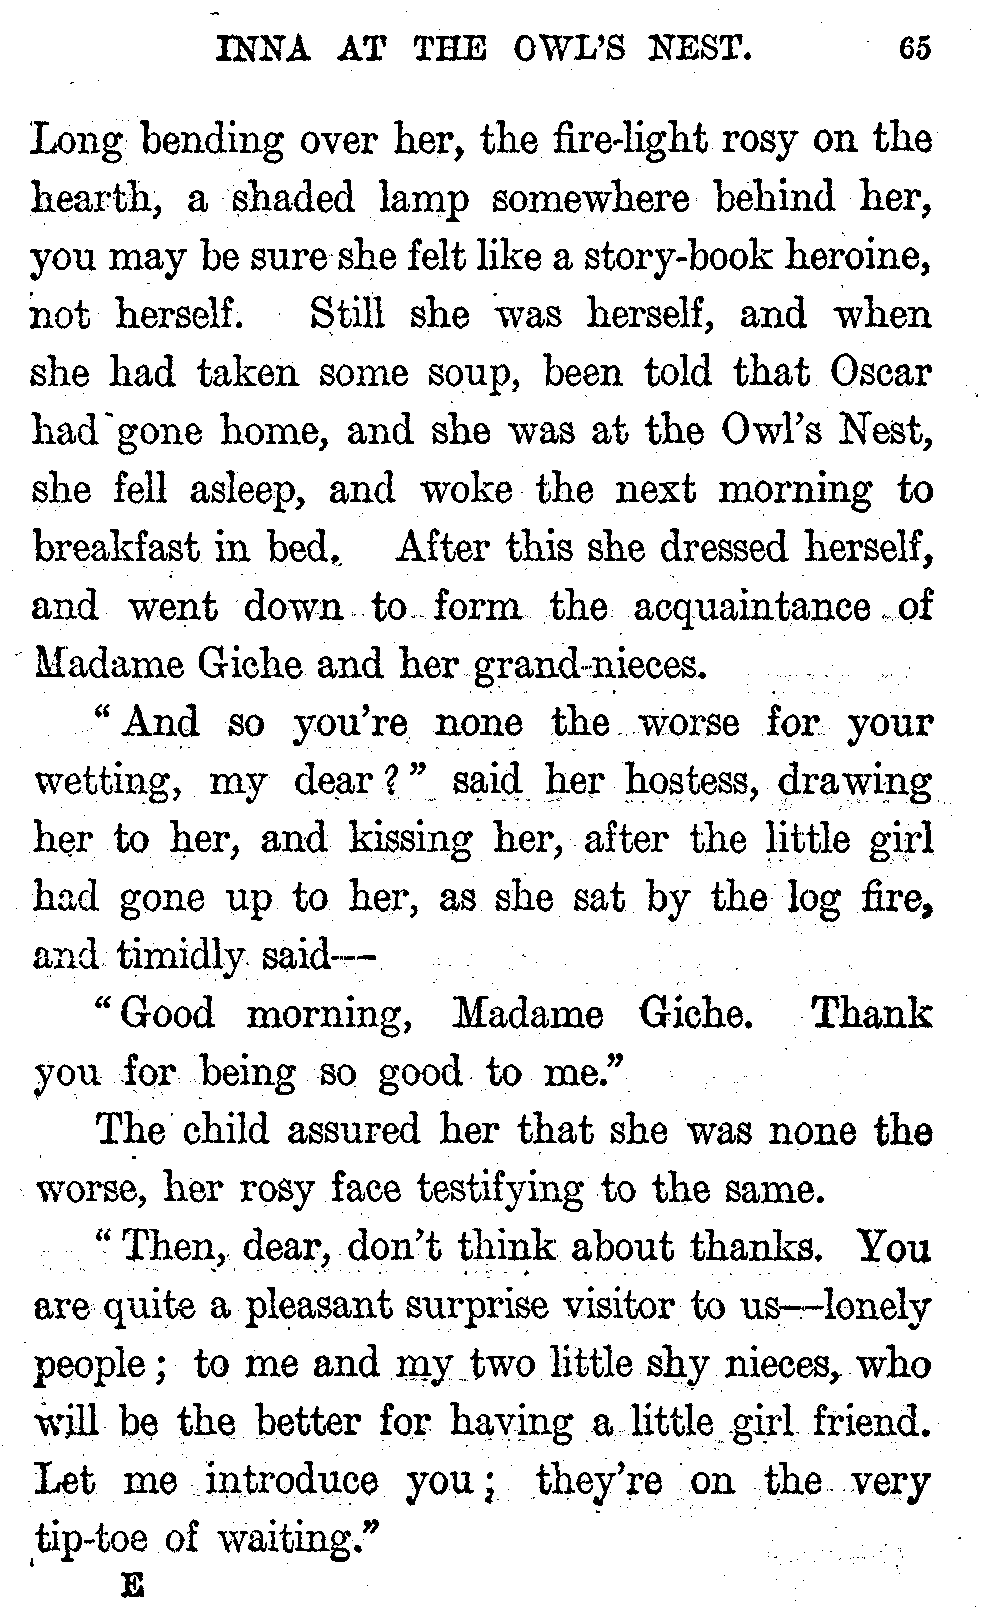 INNA AT THE OWL'S NEST. 65
Long bending over her, the fire-light rosy on the
hearth, a shaded lamp somewhere behind her,
you may be sure she felt like a story-book heroine,
not herself. Still she was herself, and when
she had taken some soup, been told that Oscar
had gone home, and she was at the Owl's Nest,
she fell asleep, and woke the next morning to
breakfast in bed. After this she dressed herself,
and went down to form the acquaintance of
Madame Giche and her grand-nieces.
“And so you're none the worse for your
wetting, my dear?” said her hostess, drawing
her to her, and kissing her, after the little girl
had gone up to her, as she sat by the log fire,
and timidly said—
“Good morning, Madame Giche. Thank
you for being so good to me.”
The child assured her that she was none the
worse, her rosy face testifying to the same.
“Then, dear, don't think about thanks. You
are quite a pleasant surprise visitor to us—lonely
people; to me and my two little shy nieces, who
will be the better for having a little girl friend.
Let me introduce you; they're on the very
tip-toe of waiting.”
E